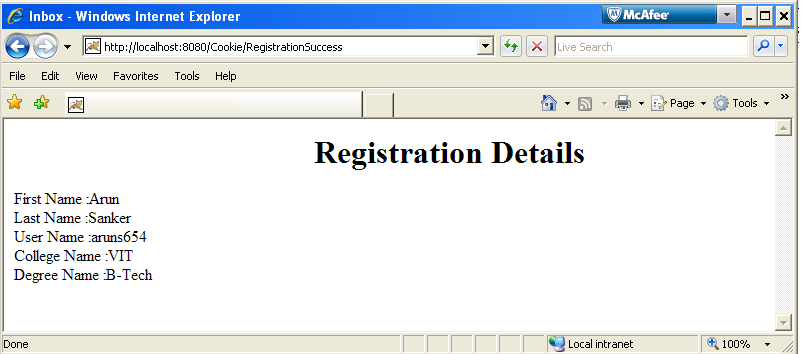 Inbox - Windows Internet Explorer
McAfee
http://localhost:8080/Cookie/RegistrationSuccess
Live Search
File Edit View Favorites Tools Help
Page Tools »
Registration Details
First Name :Arun
Last Name :Sanker
User Name :aruns654
College Name :VIT
Degree Name :B-Tech
Done Local intranet 100%